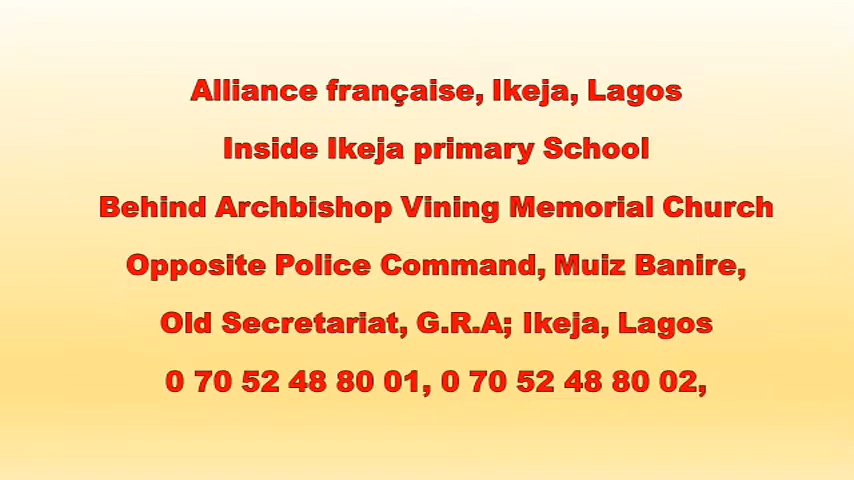 Alliance française, Ikeja, Lagos
Inside Ikeja primary School
Behind Archbishop Vining Memorial Church
Opposite Police Command, Muiz Banire,
Old Secretariat, G.R.A; Ikeja, Lagos
0 70 52 48 80 01, 0 70 52 48 80 02,